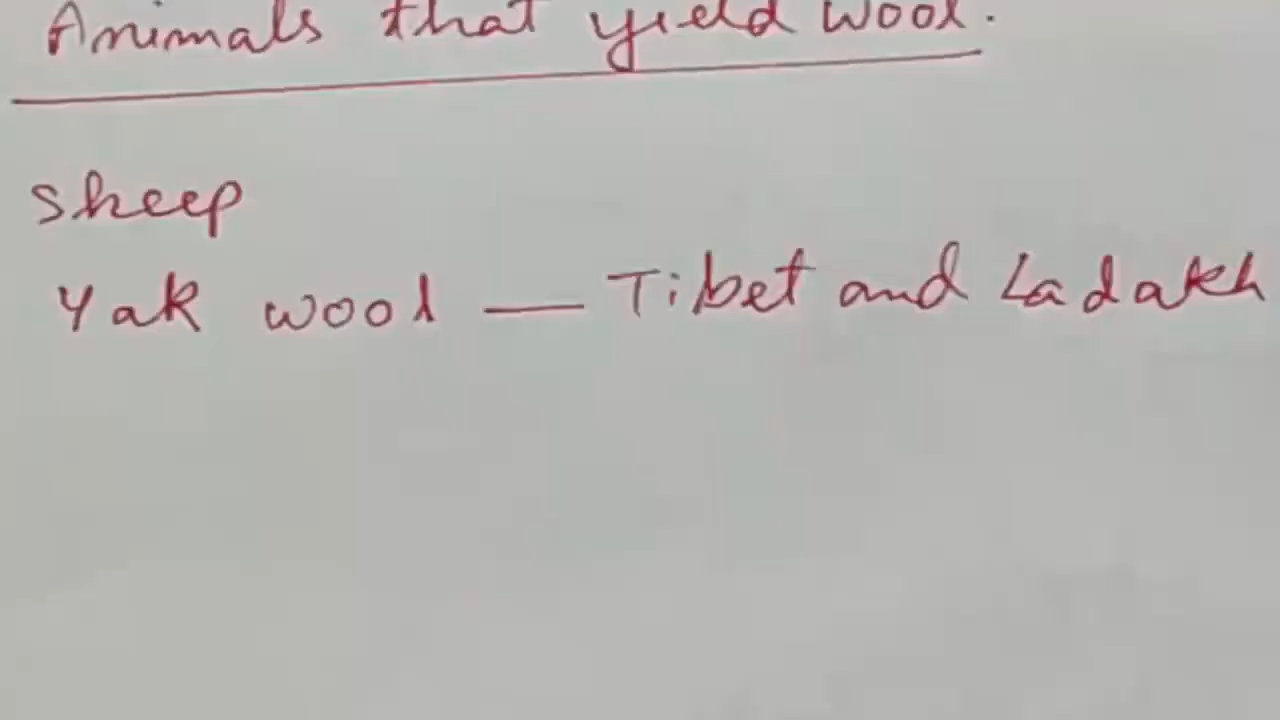 Animals that yield wool.
Sheep
Yak wool — Tibet and Ladakh